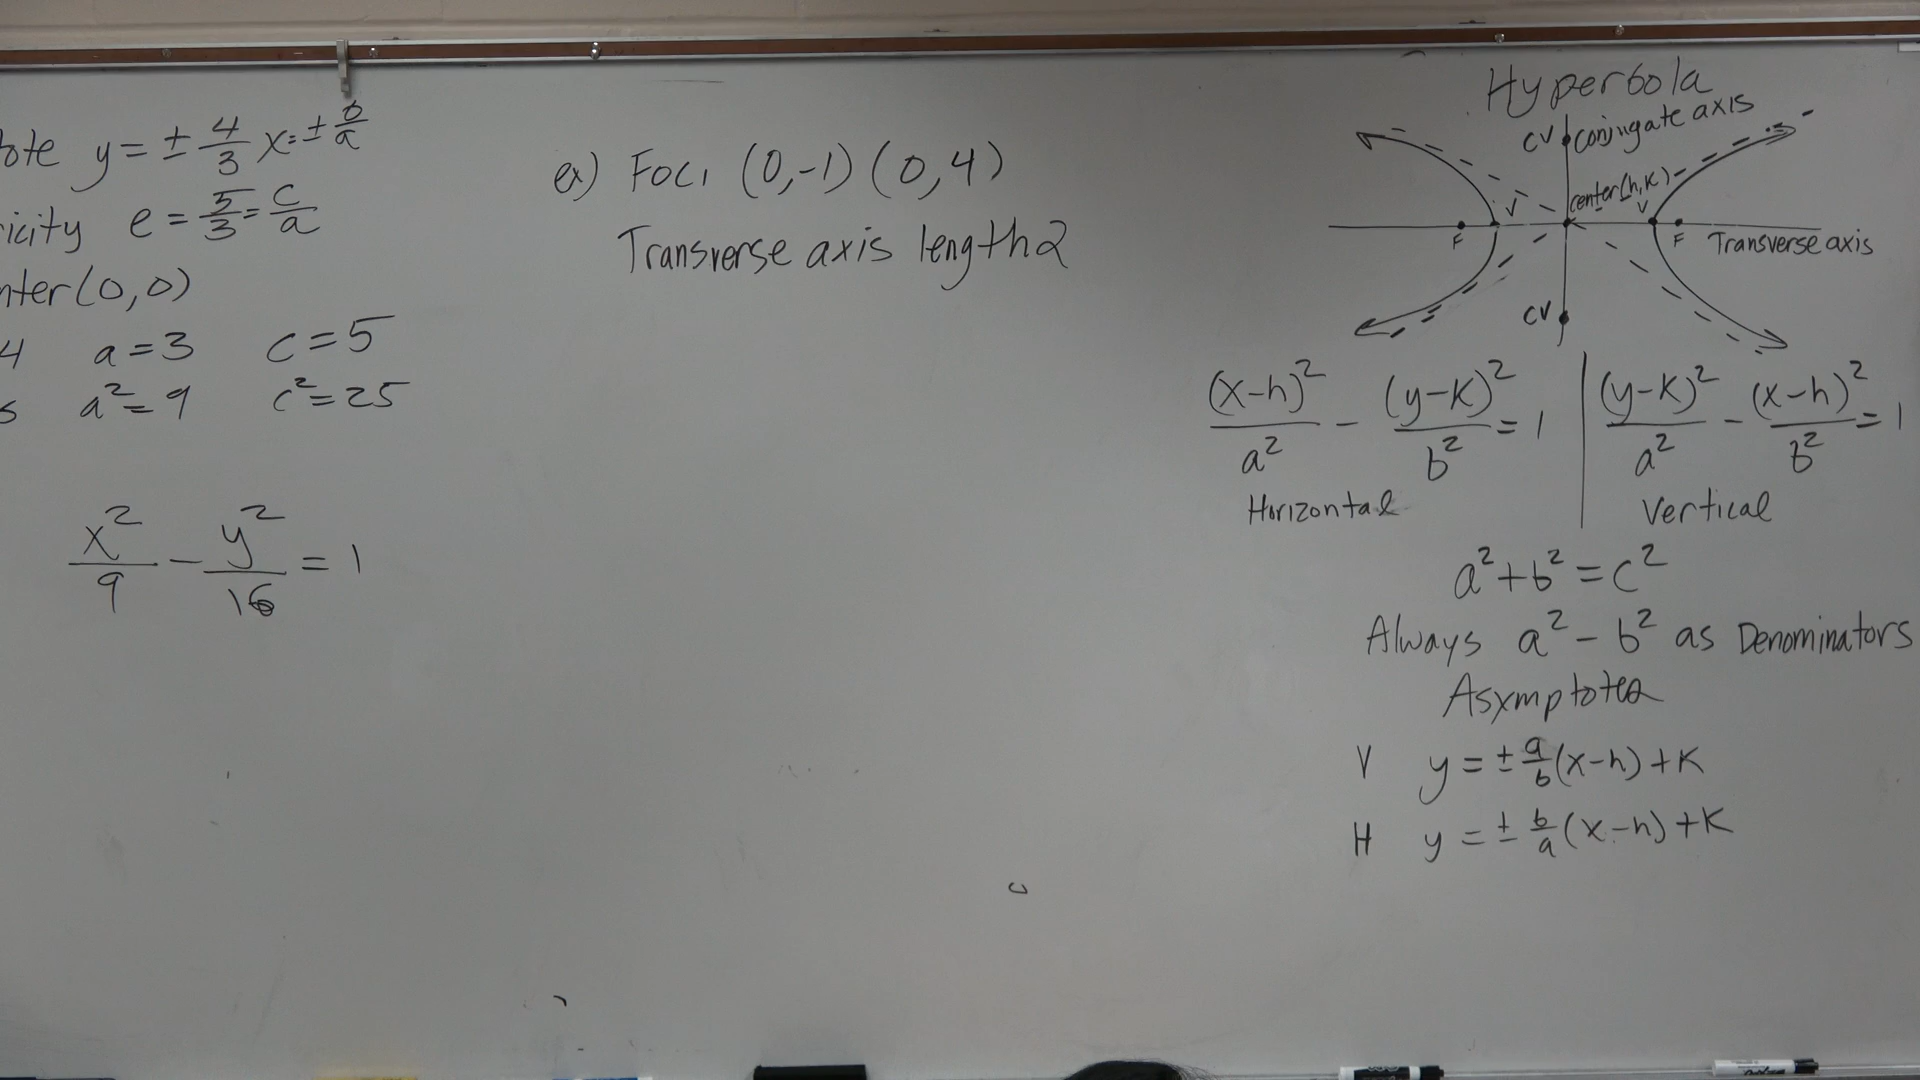 ote y = ± 4/3 x = ± b/a
icity e = 5/3 = c/a
nter (0,0)
4 a = 3 c = 5
s a² = 9 c² = 25
x²/9 - y²/16 = 1
ex) Foci (0,-1) (0,4)
Transverse axis length 2
Hyperbola
CV conjugate axis
center (h,k)
V V
F F Transverse axis
CV
(x-h)²/a² - (y-k)²/b² = 1 | (y-k)²/a² - (x-h)²/b² = 1
Horizontal Vertical
a² + b² = c²
Always a² - b² as Denominators
Asxmptotes
V y = ± a/b (x-h) + k
H y = ± b/a (x-h) + k